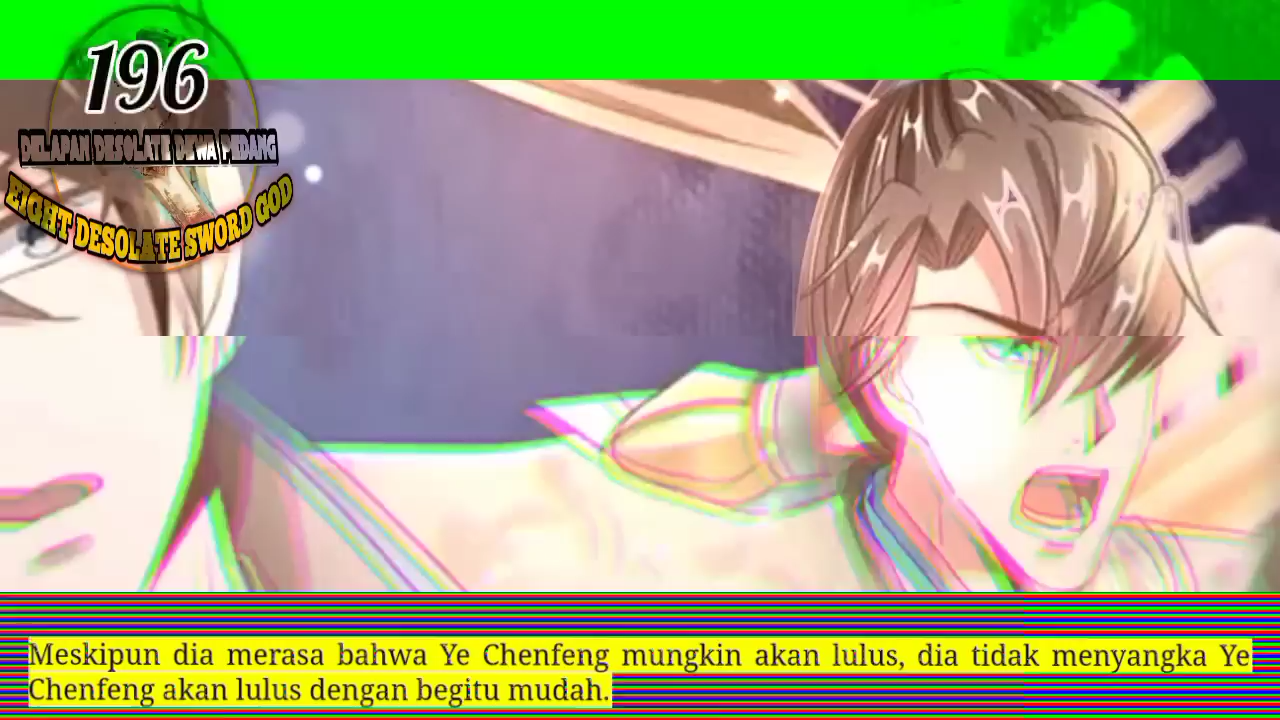 196
DELAPAN DESOLATE DEWA PEDANG
EIGHT DESOLATE SWORD GOD
Meskipun dia merasa bahwa Ye Chenfeng mungkin akan lulus, dia tidak menyangka Ye
Chenfeng akan lulus dengan begitu mudah.